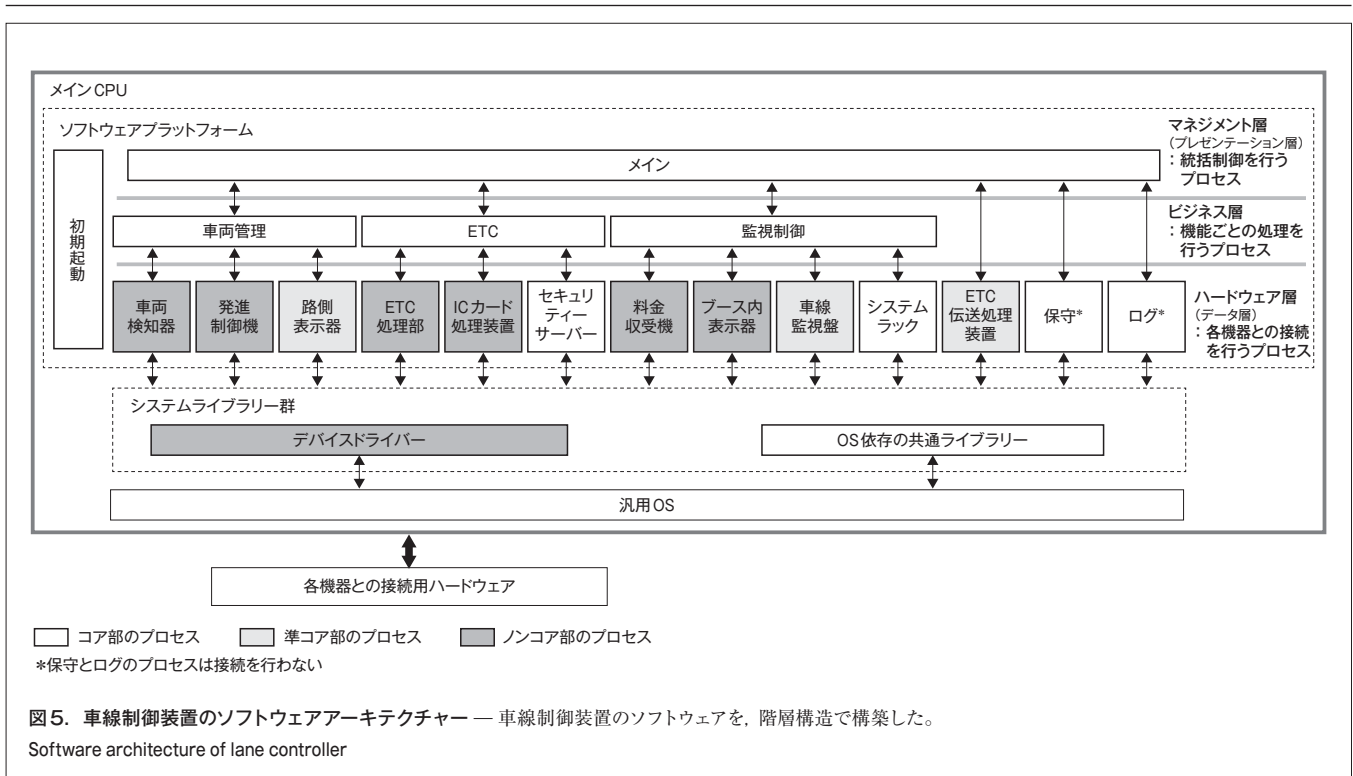 メインCPU
ソフトウェアプラットフォーム
初期起動
メイン
マネジメント層
（プレゼンテーション層）
：統括制御を行う
プロセス
車両管理
ETC
監視制御
ビジネス層
：機能ごとの処理を
行うプロセス
車両
検知器
発進
制御機
路側
表示器
ETC
処理部
ICカード
処理装置
セキュリ
ティー
サーバー
料金
収受機
ブース内
表示器
車線
監視盤
システム
ラック
ETC
伝送処理
装置
保守*
ログ*
ハードウェア層
（データ層）
：各機器との接続
を行うプロセス
システムライブラリー群
デバイスドライバー
OS依存の共通ライブラリー
汎用OS
各機器との接続用ハードウェア
コア部のプロセス 準コア部のプロセス ノンコア部のプロセス
*保守とログのプロセスは接続を行わない
図5. 車線制御装置のソフトウェアアーキテクチャー — 車線制御装置のソフトウェアを，階層構造で構築した。
Software architecture of lane controller